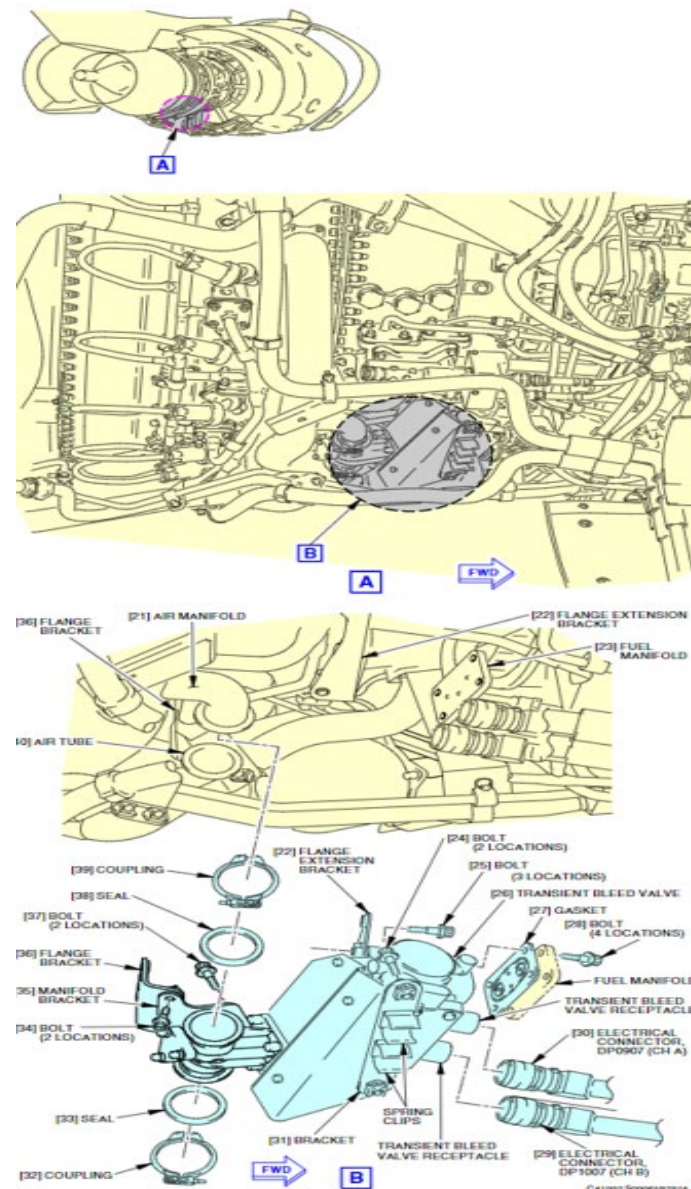 A
B
A
FWD
[36] FLANGE
BRACKET
[21] AIR MANIFOLD
[22] FLANGE EXTENSION
BRACKET
[23] FUEL
MANIFOLD
40] AIR TUBE
[24] BOLT
(2 LOCATIONS)
[22] FLANGE
EXTENSION
BRACKET
[25] BOLT
(3 LOCATIONS)
[39] COUPLING
[26] TRANSIENT BLEED VALVE
[38] SEAL
[27] GASKET
[37] BOLT
(2 LOCATIONS)
[28] BOLT
(4 LOCATIONS)
[36] FLANGE
BRACKET
FUEL MANIFOLD
35] MANIFOLD
BRACKET
TRANSIENT BLEED
VALVE RECEPTACLE
[34] BOLT
(2 LOCATIONS)
[30] ELECTRICAL
CONNECTOR,
DP0907 (CH A)
[33] SEAL
SPRING
CLIPS
[31] BRACKET
TRANSIENT BLEED
VALVE RECEPTACLE
[29] ELECTRICAL
CONNECTOR,
DP1007 (CH B)
[32] COUPLING
FWD
B